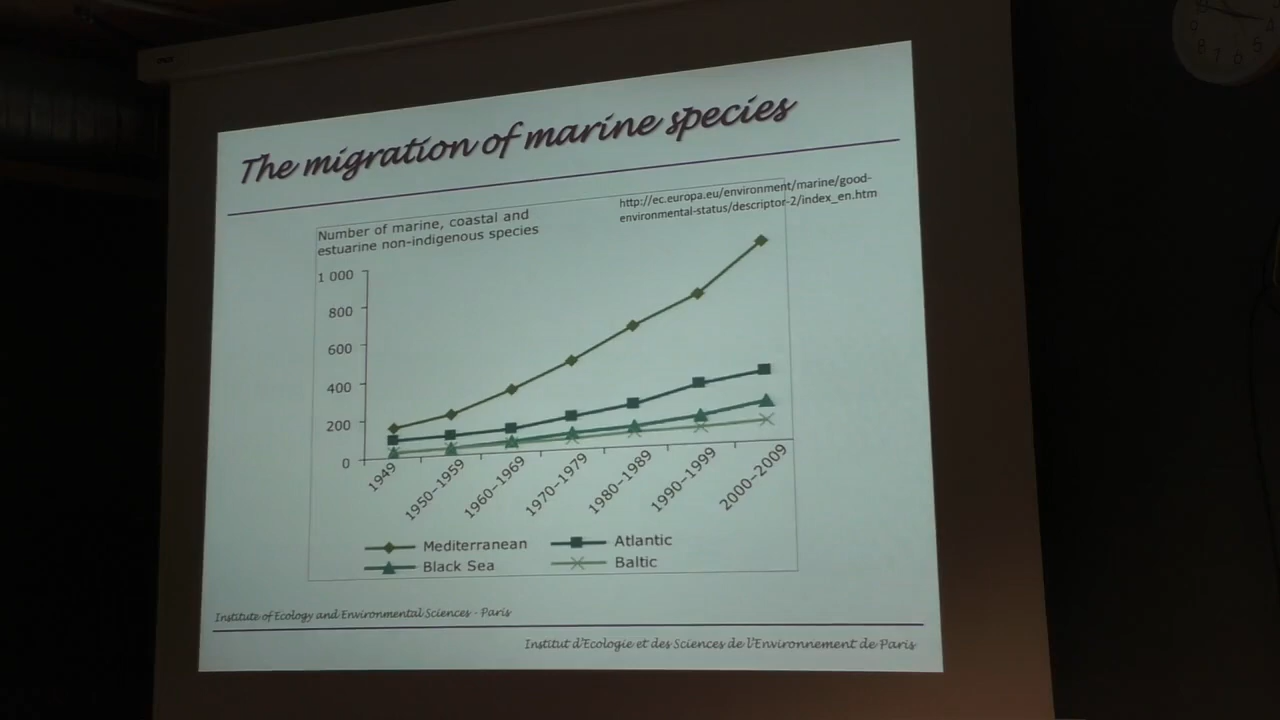 The migration of marine species
http://ec.europa.eu/environment/marine/good-
environmental-status/descriptor-2/index_en.htm
Number of marine, coastal and
estuarine non-indigenous species
1 000
800
600
400
200
0
1949
1950–1959
1960–1969
1970–1979
1980–1989
1990–1999
2000–2009
Mediterranean
Atlantic
Black Sea
Baltic
Institute of Ecology and Environmental Sciences - Paris
Institut d'Ecologie et des Sciences de l'Environnement de Paris